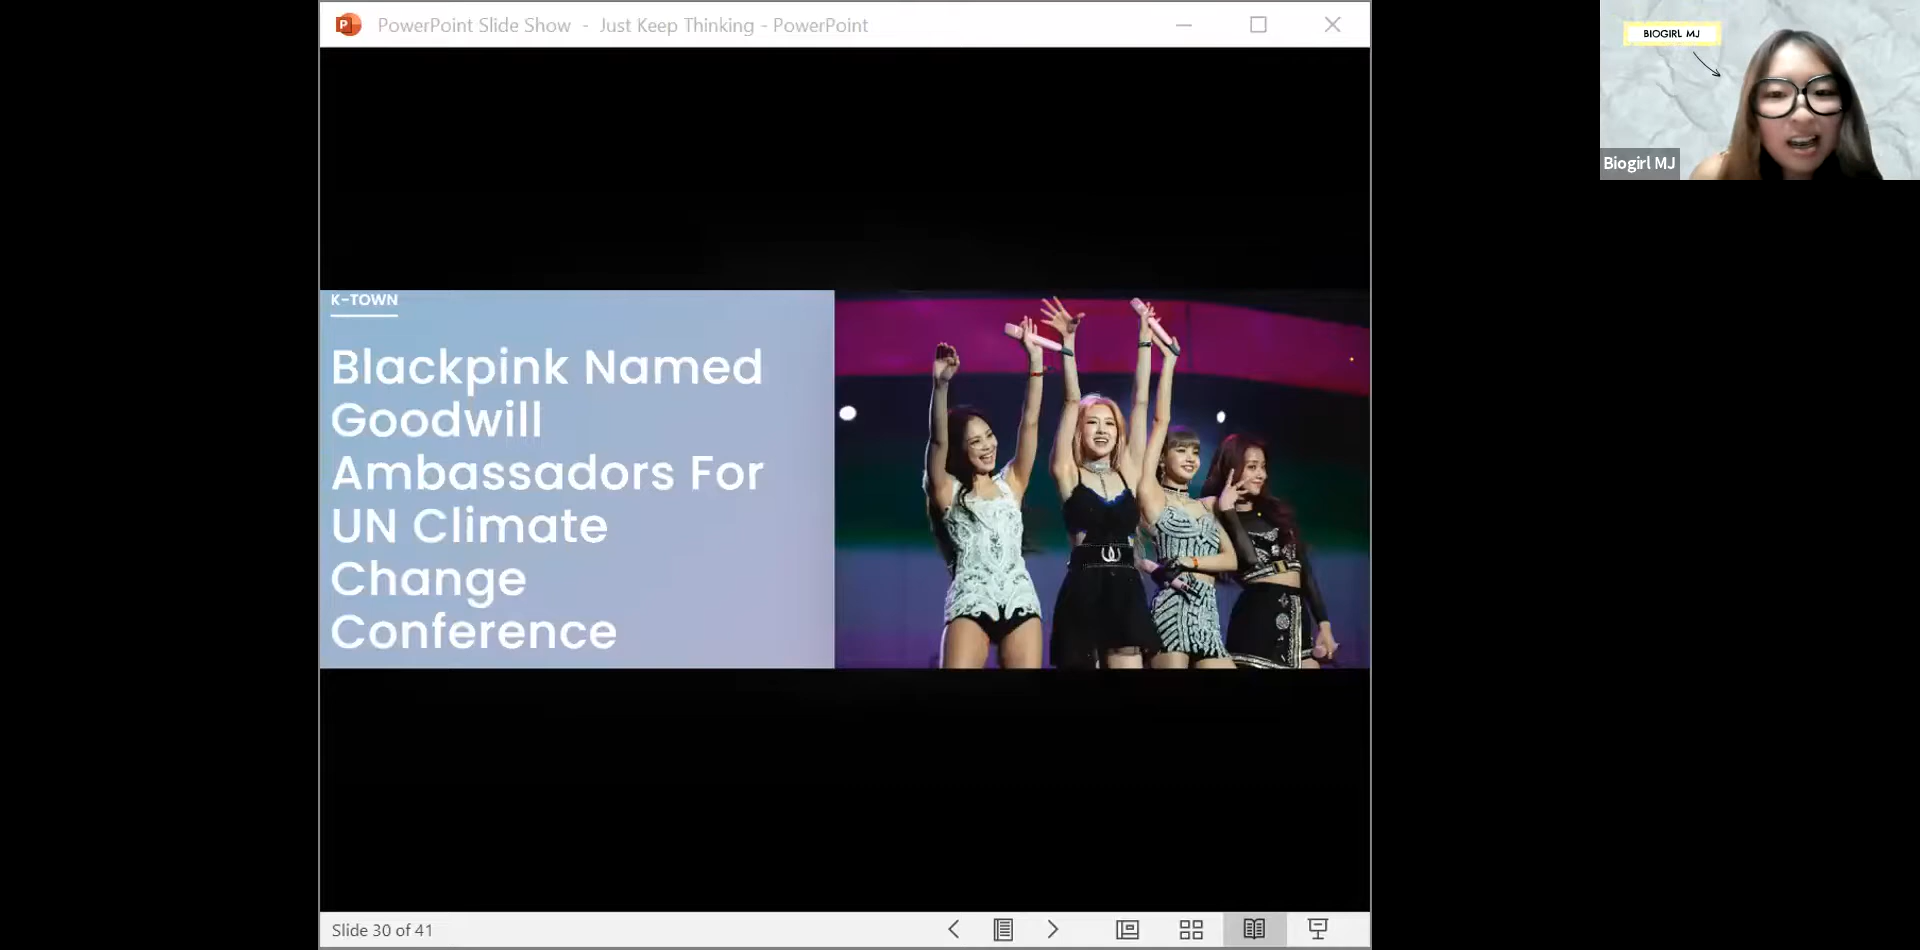 PowerPoint Slide Show - Just Keep Thinking - PowerPoint
BIOGIRL MJ
Biogirl MJ
K-TOWN
Blackpink Named
Goodwill
Ambassadors For
UN Climate
Change
Conference
Slide 30 of 41